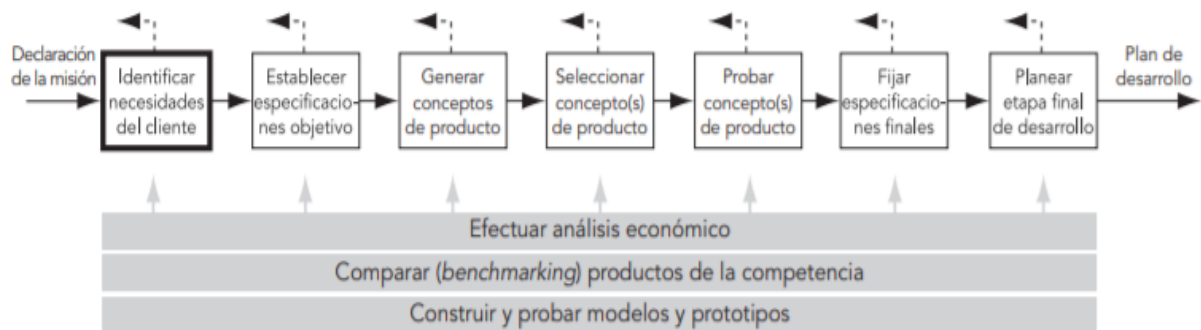 Declaración
de la misión
Identificar
necesidades
del cliente
Establecer
especificacio-
nes objetivo
Generar
conceptos
de producto
Seleccionar
concepto(s)
de producto
Probar
concepto(s)
de producto
Fijar
especificacio-
nes finales
Planear
etapa final
de desarrollo
Plan de
desarrollo
Efectuar análisis económico
Comparar (benchmarking) productos de la competencia
Construir y probar modelos y prototipos